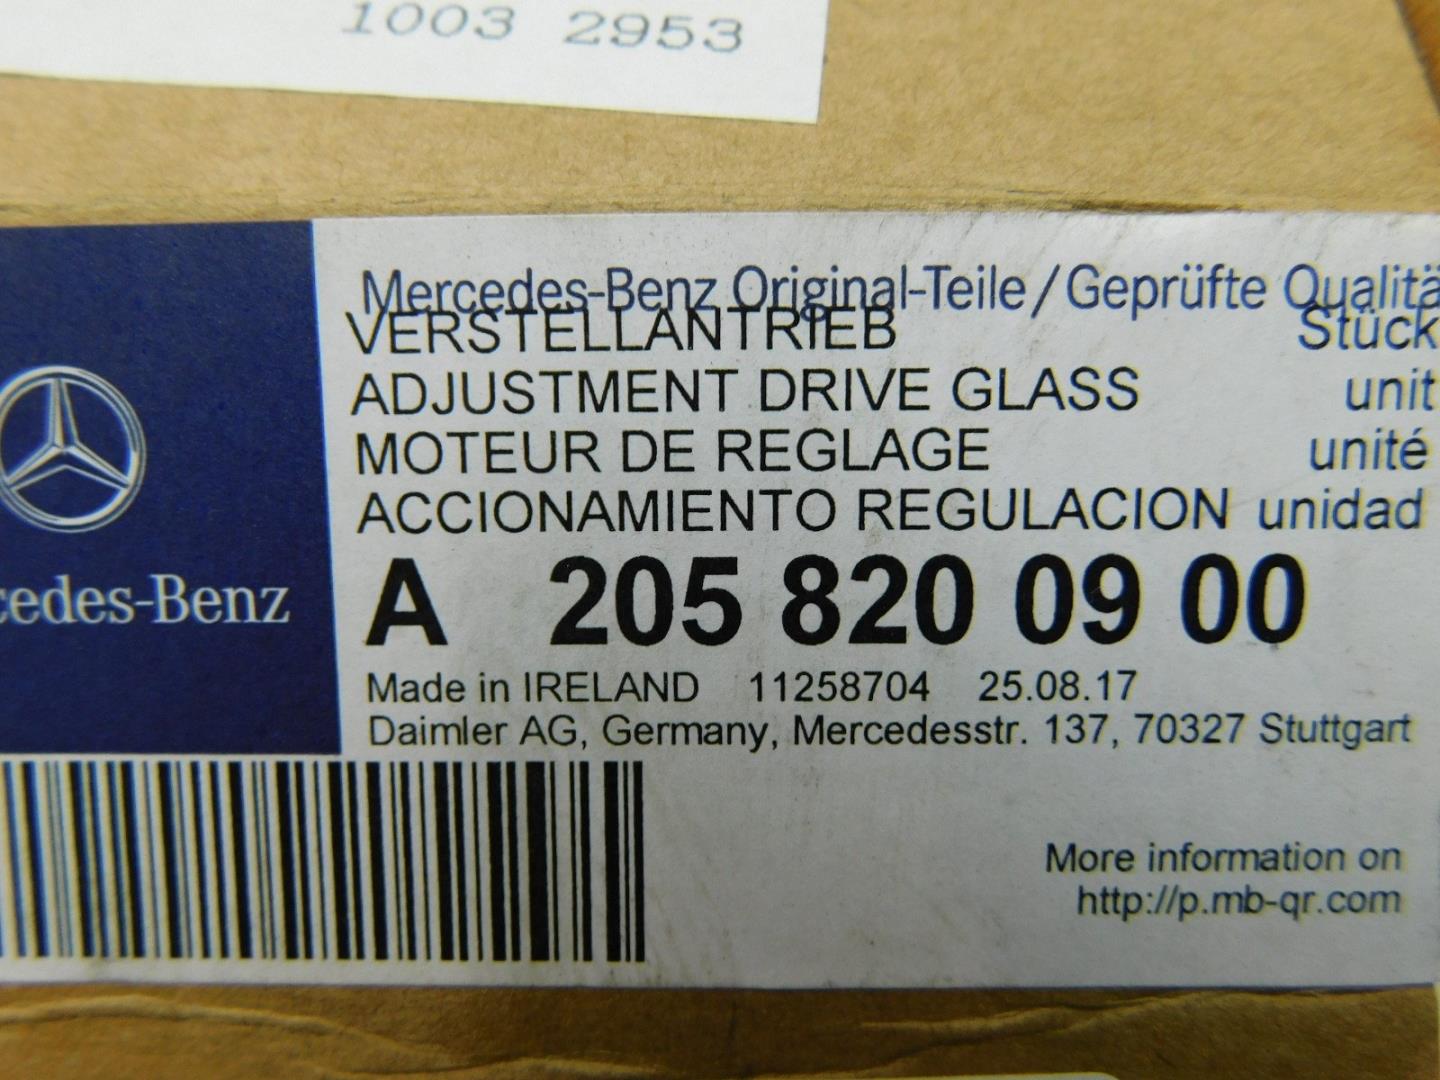 1003 2953
Mercedes-Benz Original-Teile / Geprüfte Qualitä
VERSTELLANTRIEB Stück
ADJUSTMENT DRIVE GLASS unit
MOTEUR DE REGLAGE unité
ACCIONAMIENTO REGULACION unidad
cedes-Benz
A 205 820 09 00
Made in IRELAND 11258704 25.08.17
Daimler AG, Germany, Mercedesstr. 137, 70327 Stuttgart
More information on
http://p.mb-qr.com